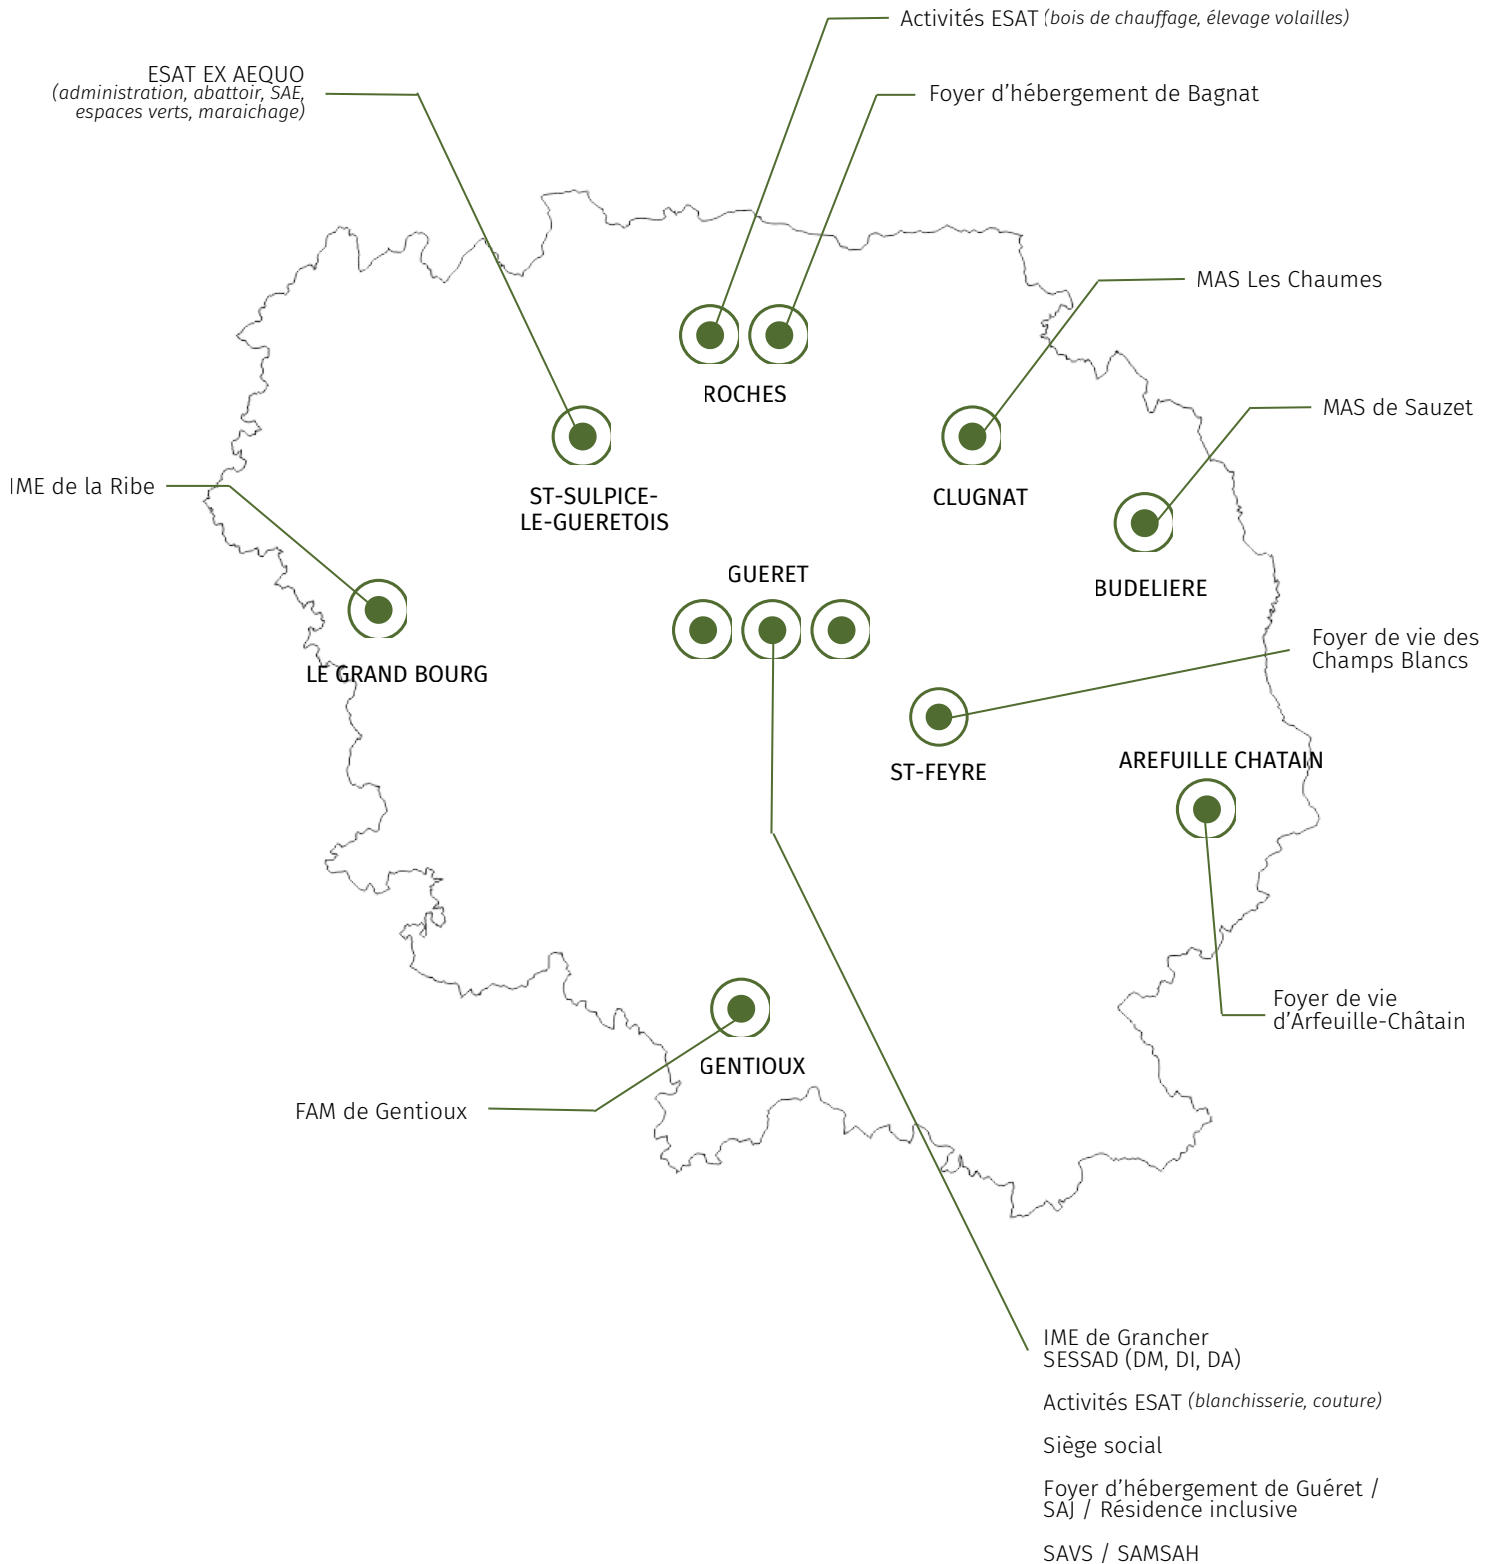 Activités ESAT (bois de chauffage, élevage volailles)
ESAT EX AEQUO
(administration, abattoir, SAE,
espaces verts, maraichage)
Foyer d’hébergement de Bagnat
MAS Les Chaumes
ROCHES
MAS de Sauzet
IME de la Ribe
ST-SULPICE-
LE-GUERETOIS
CLUGNAT
GUERET
BUDELIERE
Foyer de vie des
Champs Blancs
LE GRAND BOURG
ST-FEYRE
AREFUILLE CHATAIN
Foyer de vie
d’Arfeuille-Châtain
GENTIOUX
FAM de Gentioux
IME de Grancher
SESSAD (DM, DI, DA)
Activités ESAT (blanchisserie, couture)
Siège social
Foyer d’hébergement de Guéret /
SAJ / Résidence inclusive
SAVS / SAMSAH